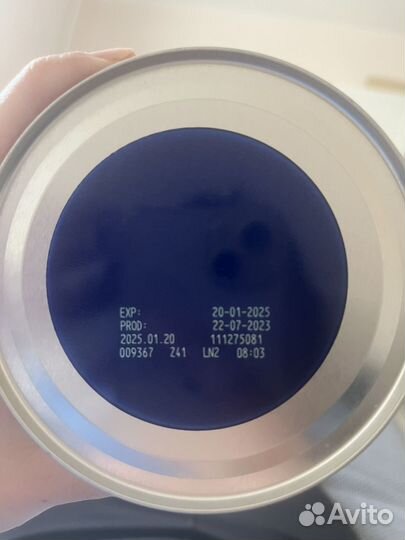 EXP: 20-01-2025
PROD: 22-07-2023
2025.01.20 111275081
009367 Z41 LN2 08:03
Avito